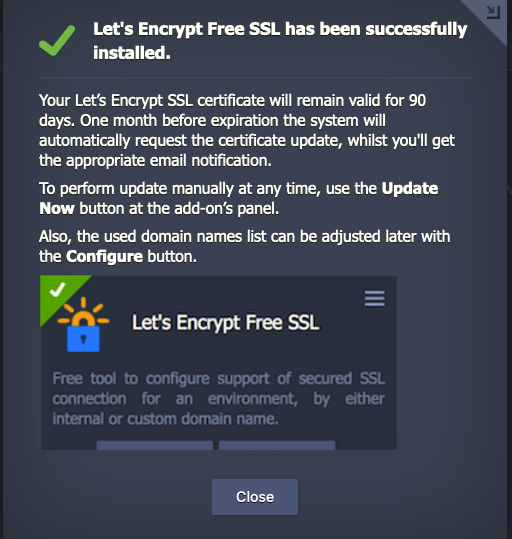 Let's Encrypt Free SSL has been successfully
installed.
Your Let’s Encrypt SSL certificate will remain valid for 90
days. One month before expiration the system will
automatically request the certificate update, whilst you'll get
the appropriate email notification.
To perform update manually at any time, use the Update
Now button at the add-on’s panel.
Also, the used domain names list can be adjusted later with
the Configure button.
Let's Encrypt Free SSL
Free tool to configure support of secured SSL
connection for an environment, by either
internal or custom domain name.
Close